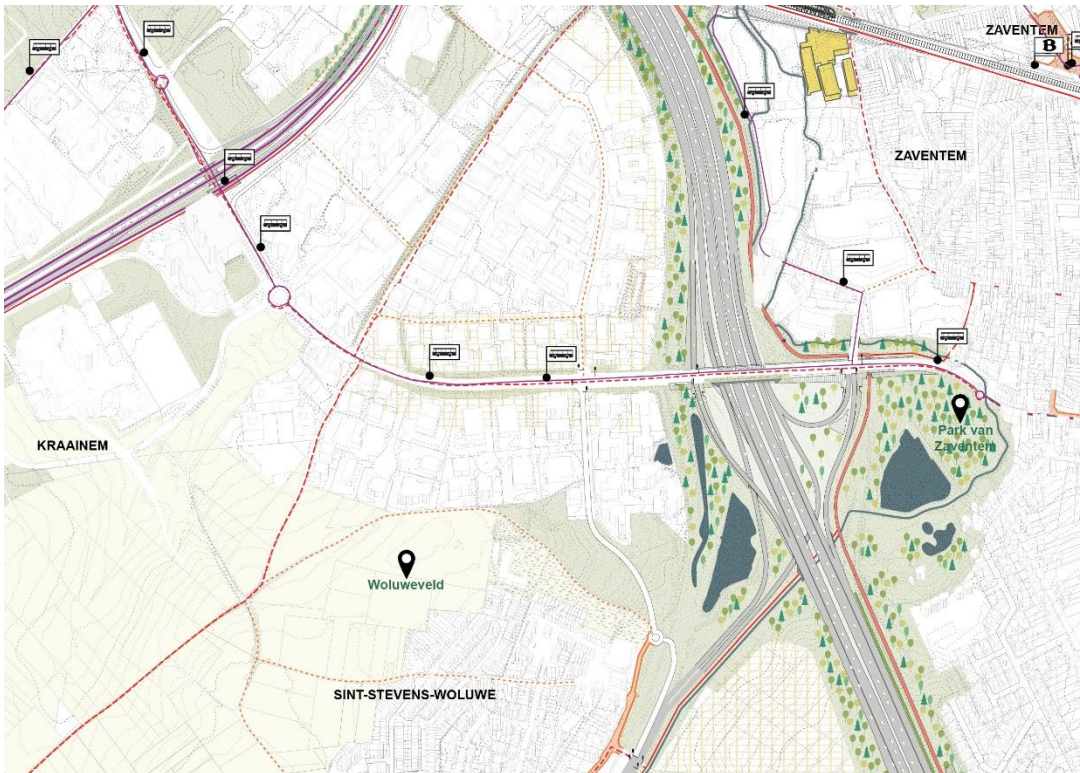 ZAVENTEM
B
ZAVENTEM
Park van
Zaventem
KRAAINEM
Woluweveld
SINT-STEVENS-WOLUWE